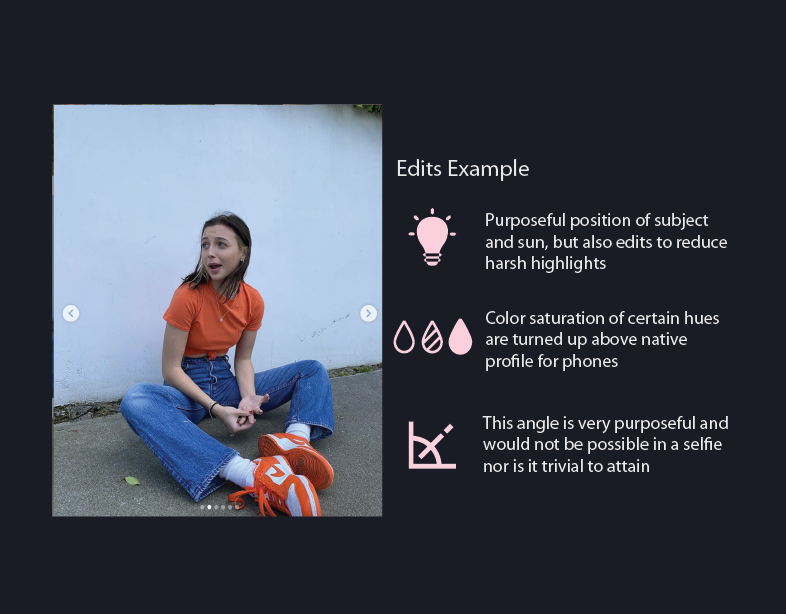 Edits Example
Purposeful position of subject
and sun, but also edits to reduce
harsh highlights
Color saturation of certain hues
are turned up above native
profile for phones
This angle is very purposeful and
would not be possible in a selfie
nor is it trivial to attain